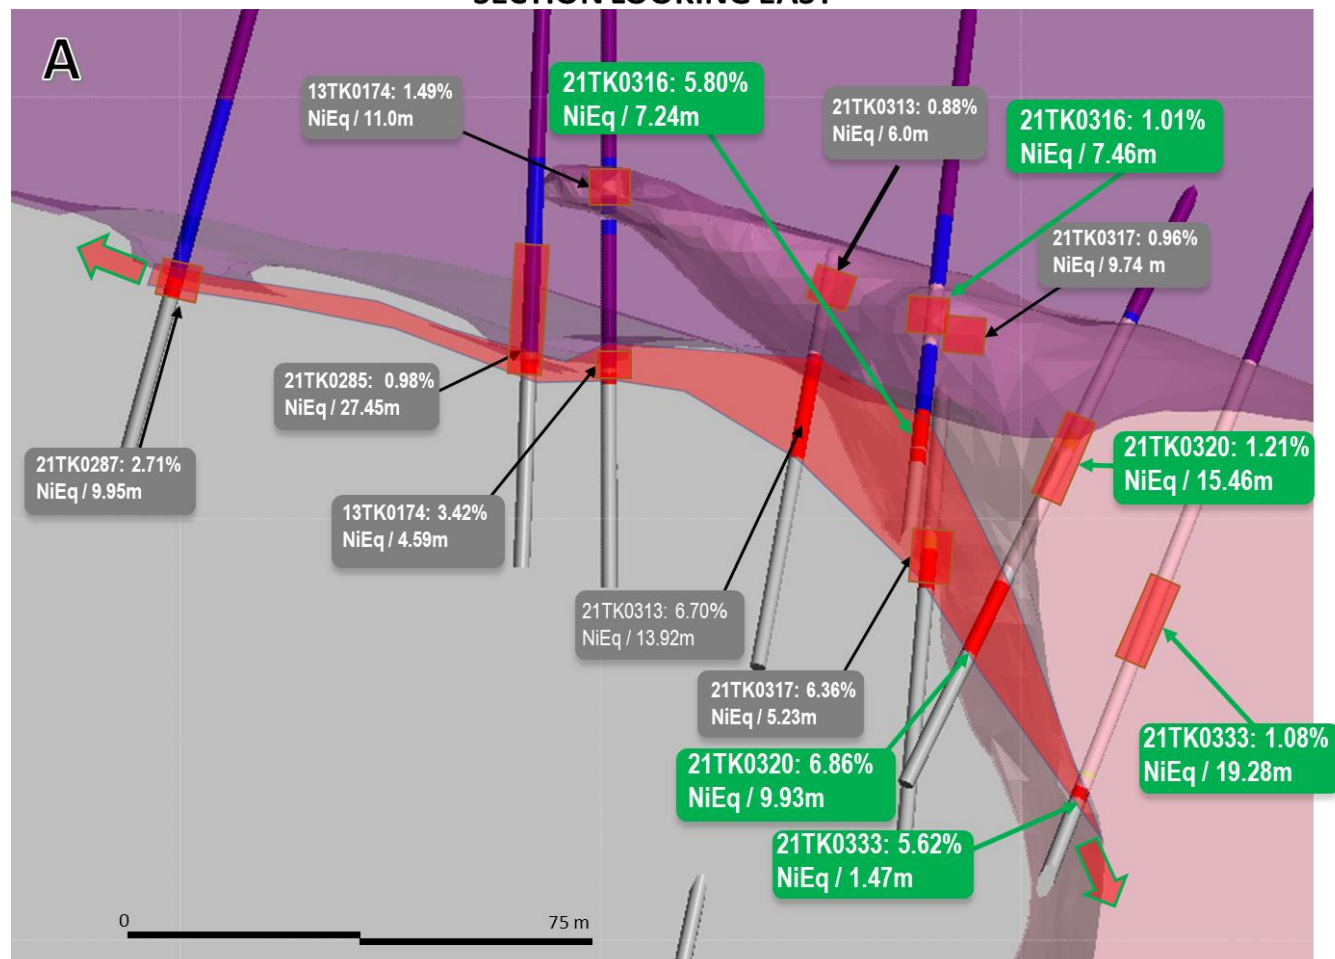 SECTION LOOKING EAST
A
13TK0174: 1.49%
NiEq / 11.0m
21TK0316: 5.80%
NiEq / 7.24m
21TK0313: 0.88%
NiEq / 6.0m
21TK0316: 1.01%
NiEq / 7.46m
21TK0317: 0.96%
NiEq / 9.74 m
21TK0285: 0.98%
NiEq / 27.45m
21TK0287: 2.71%
NiEq / 9.95m
21TK0320: 1.21%
NiEq / 15.46m
13TK0174: 3.42%
NiEq / 4.59m
21TK0313: 6.70%
NiEq / 13.92m
21TK0317: 6.36%
NiEq / 5.23m
21TK0320: 6.86%
NiEq / 9.93m
21TK0333: 1.08%
NiEq / 19.28m
21TK0333: 5.62%
NiEq / 1.47m
0
75 m